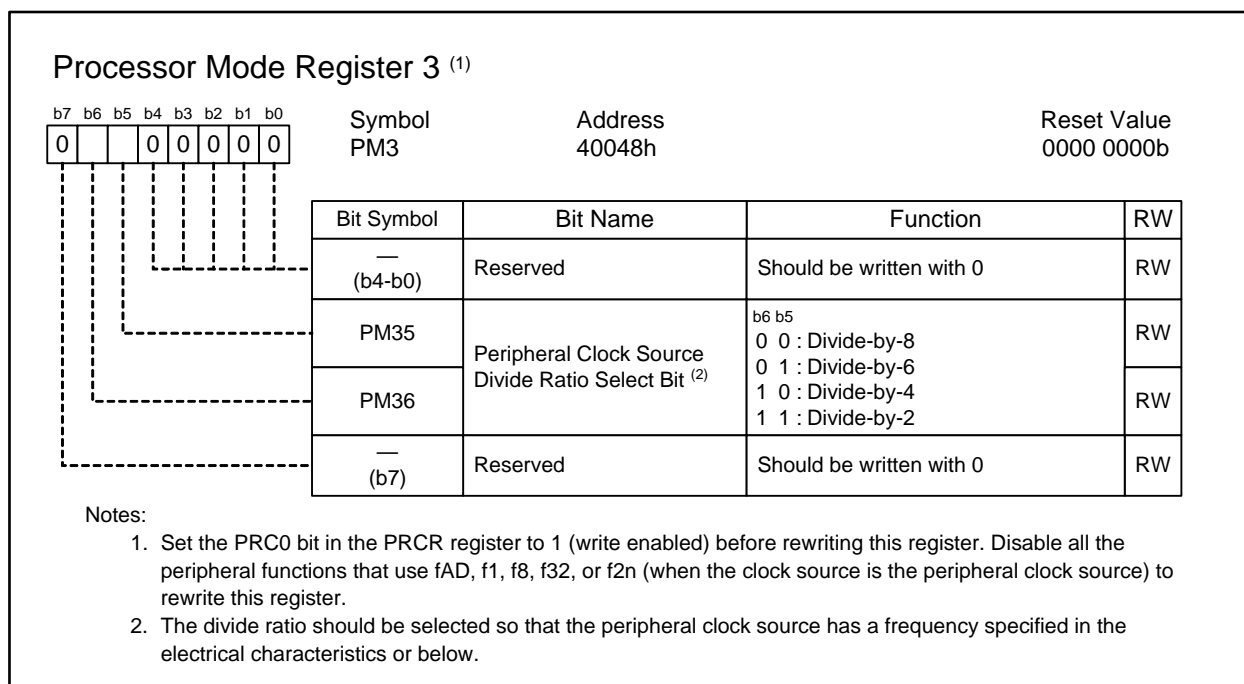 Processor Mode Register 3 (1)
b7 b6 b5 b4 b3 b2 b1 b0
0 0 0 0 0 0
Symbol Address Reset Value
PM3 40048h 0000 0000b
Bit Symbol Bit Name Function RW
— (b4-b0) Reserved Should be written with 0 RW
PM35 Peripheral Clock Source Divide Ratio Select Bit (2) RW
b6 b5
0 0 : Divide-by-8
0 1 : Divide-by-6
1 0 : Divide-by-4
1 1 : Divide-by-2
PM36 RW
— (b7) Reserved Should be written with 0 RW
Notes:
1. Set the PRC0 bit in the PRCR register to 1 (write enabled) before rewriting this register. Disable all the
peripheral functions that use fAD, f1, f8, f32, or f2n (when the clock source is the peripheral clock source) to
rewrite this register.
2. The divide ratio should be selected so that the peripheral clock source has a frequency specified in the
electrical characteristics or below.